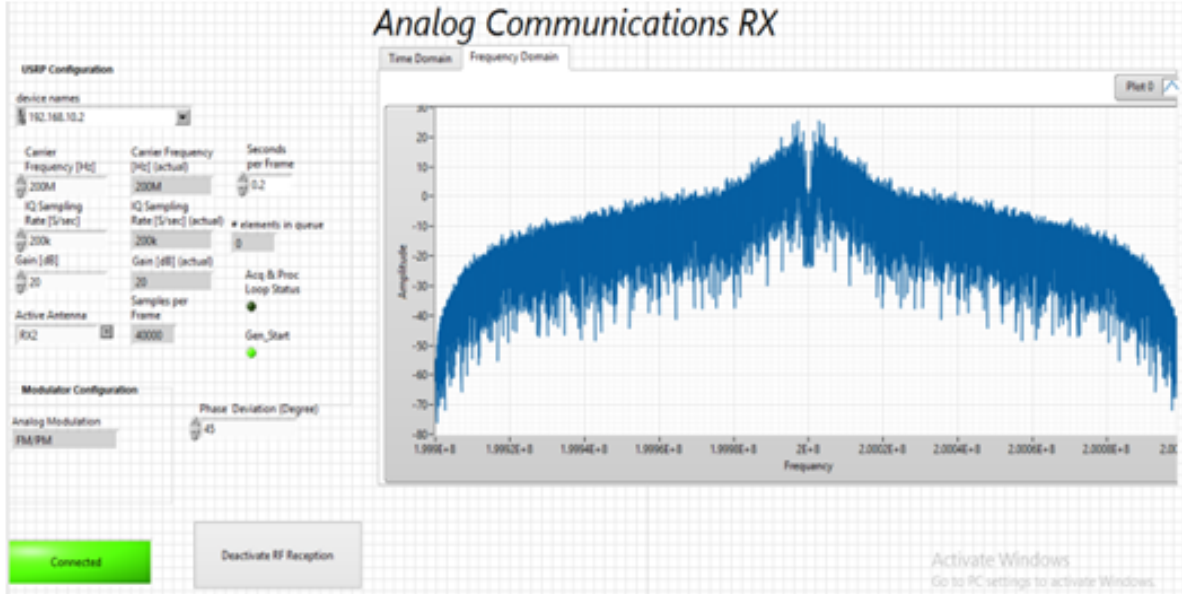 Analog Communications RX
Time Domain Frequency Domain
USRP Configuration
Plot 0
device names
192.168.10.2
Carrier Frequency [Hz]
200M
Carrier Frequency [Hz] (actual)
200M
Seconds per Frame
0.2
IQ Sampling Rate [S/sec]
200k
IQ Sampling Rate [S/sec] (actual)
200k
# elements in queue
0
Gain [dB]
20
Gain [dB] (actual)
20
Acq & Proc Loop Status
Active Antenna
RX2
Samples per Frame
40000
Gen_Start
Modulator Configuration
Analog Modulation
FM/PM
Phase Deviation (Degree)
45
Amplitude
30
20
10
0
-10
-20
-30
-40
-50
-60
-70
-80
1.999E+8 1.9992E+8 1.9994E+8 1.9996E+8 1.9998E+8 2E+8 2.0002E+8 2.0004E+8 2.0006E+8 2.0008E+8 2.00
Frequency
Connected
Deactivate RF Reception
Activate Windows
Go to PC settings to activate Windows.